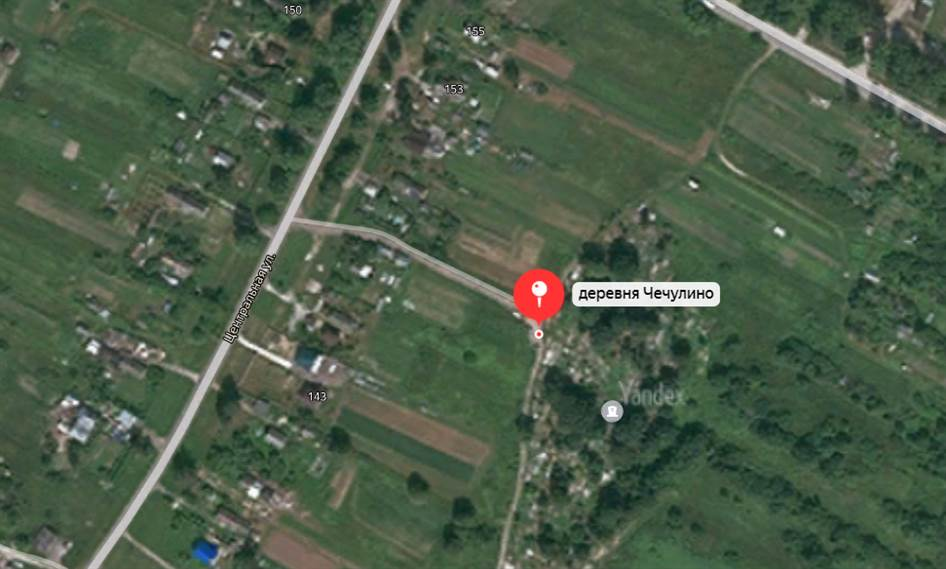 150
155
153
деревня Чечулино
Центральная ул.
143
Yandex